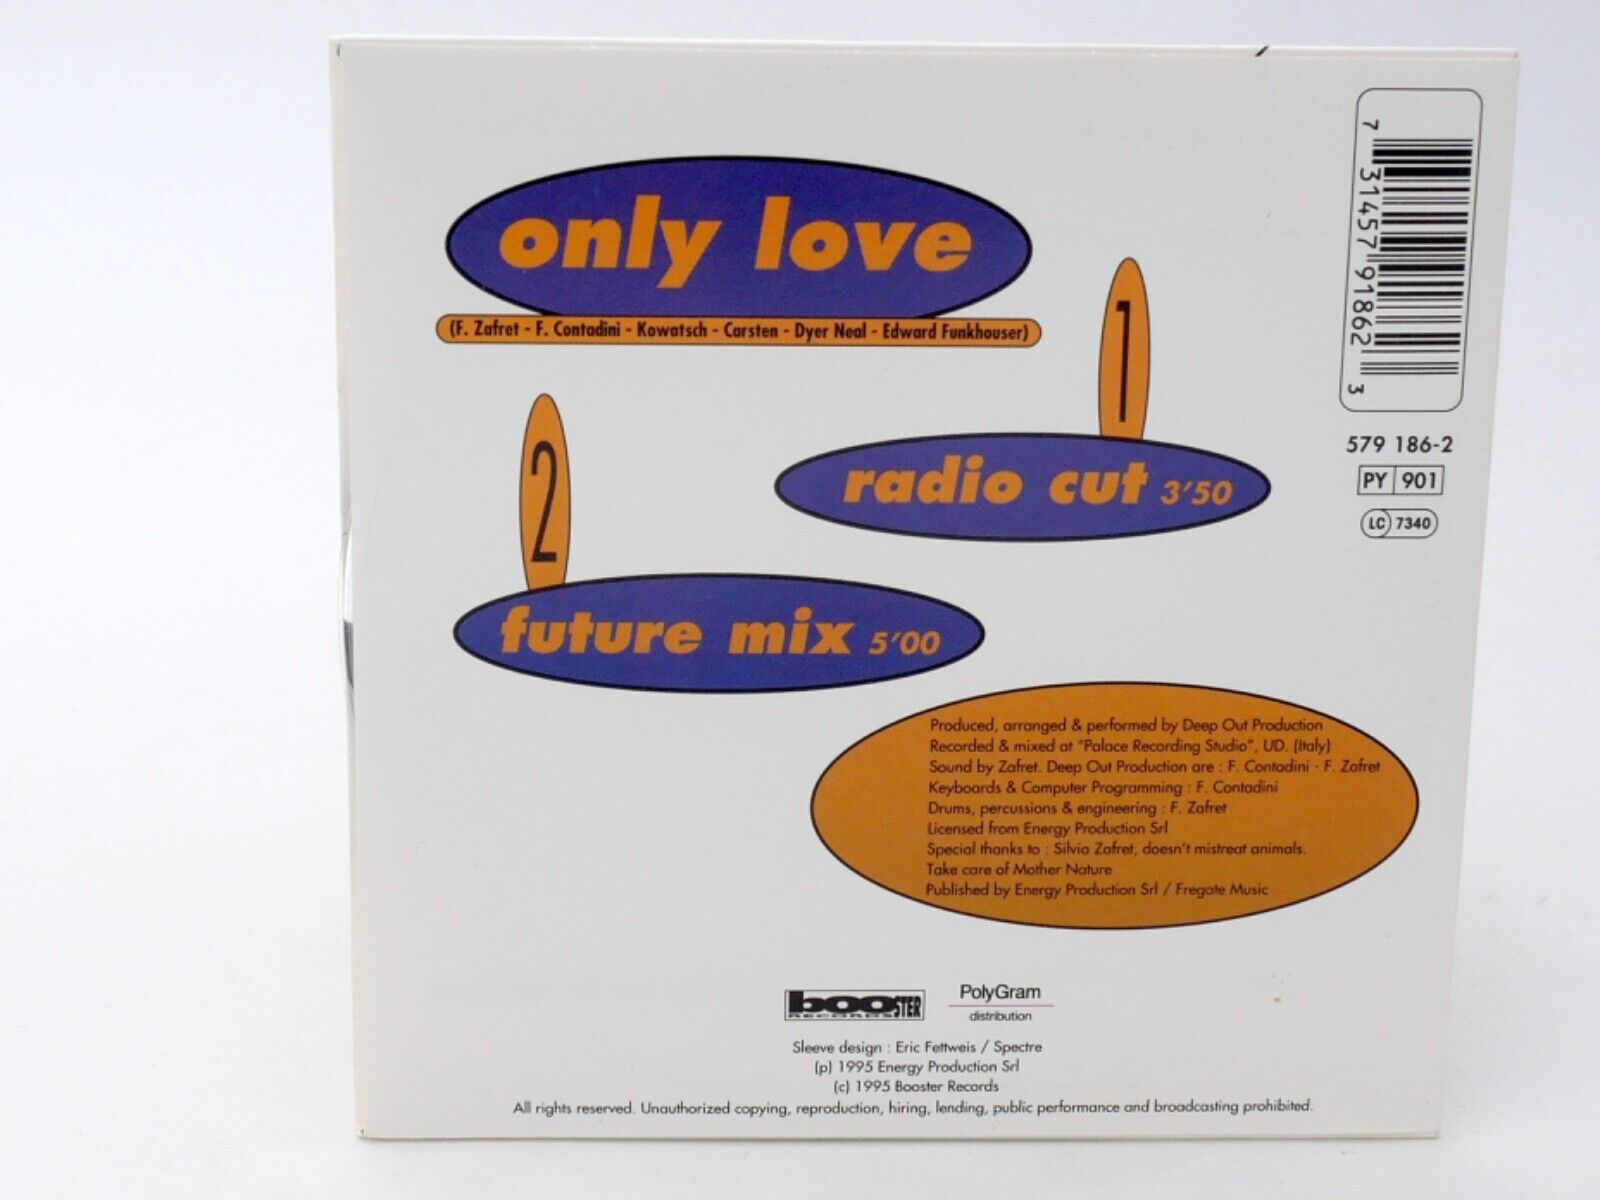 only love
(F. Zafret - F. Contadini - Kowatsch - Carsten - Dyer Neal - Edward Funkhouser)
1
radio cut 3'50
2
future mix 5'00
7 31457 91862 3
579 186-2
PY 901
LC 7340
Produced, arranged & performed by Deep Out Production
Recorded & mixed at "Palace Recording Studio", UD. (Italy)
Sound by Zafret. Deep Out Production are : F. Contadini - F. Zafret
Keyboards & Computer Programming : F. Contadini
Drums, percussions & engineering : F. Zafret
Licensed from Energy Production Srl
Special thanks to : Silvia Zafret, doesn't mistreat animals.
Take care of Mother Nature
Published by Energy Production Srl / Fregate Music
booSTER
RECORDS
PolyGram
distribution
Sleeve design : Eric Fettweis / Spectre
(p) 1995 Energy Production Srl
(c) 1995 Booster Records
All rights reserved. Unauthorized copying, reproduction, hiring, lending, public performance and broadcasting prohibited.